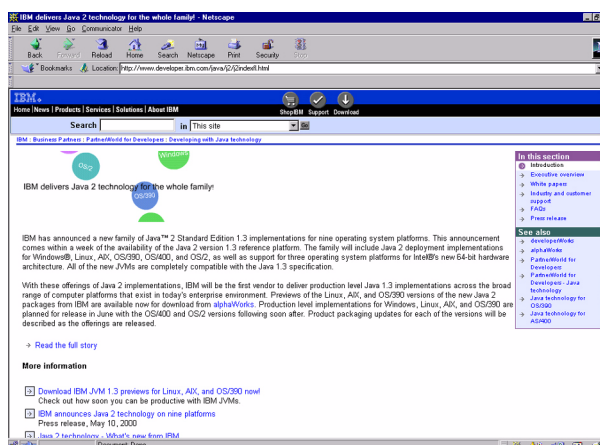 IBM delivers Java 2 technology for the whole family! - Netscape
File Edit View Go Communicator Help
Back Forward Reload Home Search Netscape Print Security Stop
Bookmarks Location: http://www.developer.ibm.com/java/j2/j2indexfl.html
IBM
Home | News | Products | Services | Solutions | About IBM
ShopIBM Support Download
Search in This site Go
IBM : Business Partners : PartnerWorld for Developers : Developing with Java technology
Windows
OS/2
IBM delivers Java 2 technology for the whole family!
OS/390
IBM has announced a new family of Java™ 2 Standard Edition 1.3 implementations for nine operating system platforms. This announcement
comes within a week of the availability of the Java 2 version 1.3 reference platform. The family will include Java 2 deployment implementations
for Windows®, Linux, AIX, OS/390, OS/400, and OS/2, as well as support for three operating system platforms for Intel®'s new 64-bit hardware
architecture. All of the new JVMs are completely compatible with the Java 1.3 specification.
With these offerings of Java 2 implementations, IBM will be the first vendor to deliver production level Java 1.3 implementations across the broad
range of computer platforms that exist in today's enterprise environment. Previews of the Linux, AIX, and OS/390 versions of the new Java 2
packages from IBM are available now for download from alphaWorks. Production level implementations for Windows, Linux, AIX, and OS/390 are
planned for release in June with the OS/400 and OS/2 versions following soon after. Product packaging updates for each of the versions will be
described as the offerings are released.
Read the full story
More information
Download IBM JVM 1.3 previews for Linux, AIX, and OS/390 now!
Check out how soon you can be productive with IBM JVMs.
IBM announces Java 2 technology on nine platforms
Press release, May 10, 2000
Java 2 technology - What's new from IBM
In this section
Introduction
Executive overview
White papers
Industry and customer
support
FAQs
Press release
See also
developerWorks
alphaWorks
PartnerWorld for
Developers
PartnerWorld for
Developers - Java
technology
Java technology for
OS/390
Java technology for
AS/400
Document: Done